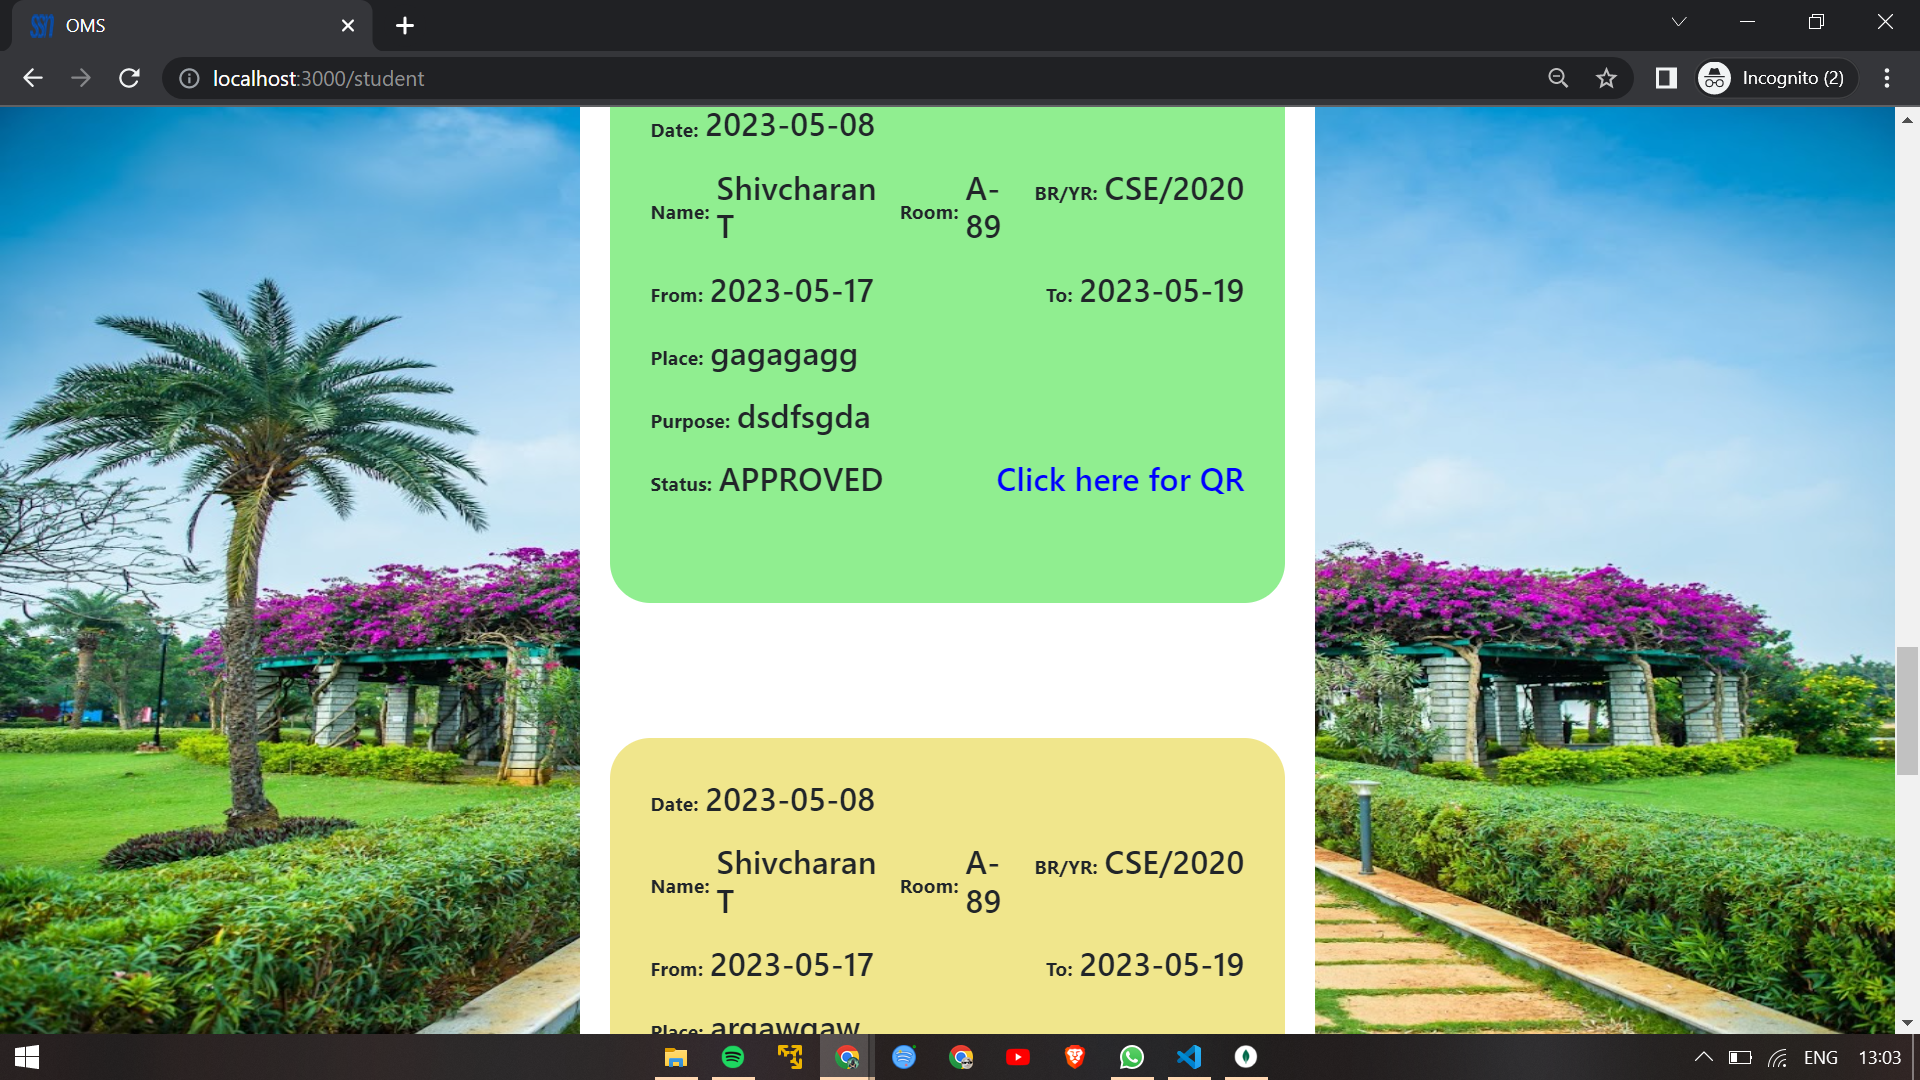 OMS
localhost:3000/student
Incognito (2)
Date: 2023-05-08
Name: Shivcharan T Room: A-89 BR/YR: CSE/2020
From: 2023-05-17 To: 2023-05-19
Place: gagagagg
Purpose: dsdfsgda
Status: APPROVED Click here for QR
Date: 2023-05-08
Name: Shivcharan T Room: A-89 BR/YR: CSE/2020
From: 2023-05-17 To: 2023-05-19
Place: argawgaw
ENG 13:03